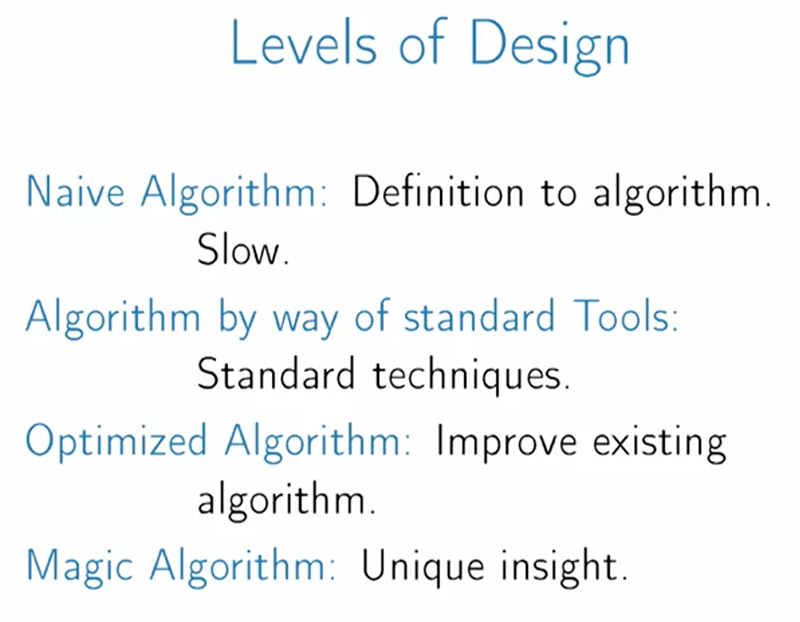 Levels of Design
Naive Algorithm: Definition to algorithm.
Slow.
Algorithm by way of standard Tools:
Standard techniques.
Optimized Algorithm: Improve existing
algorithm.
Magic Algorithm: Unique insight.